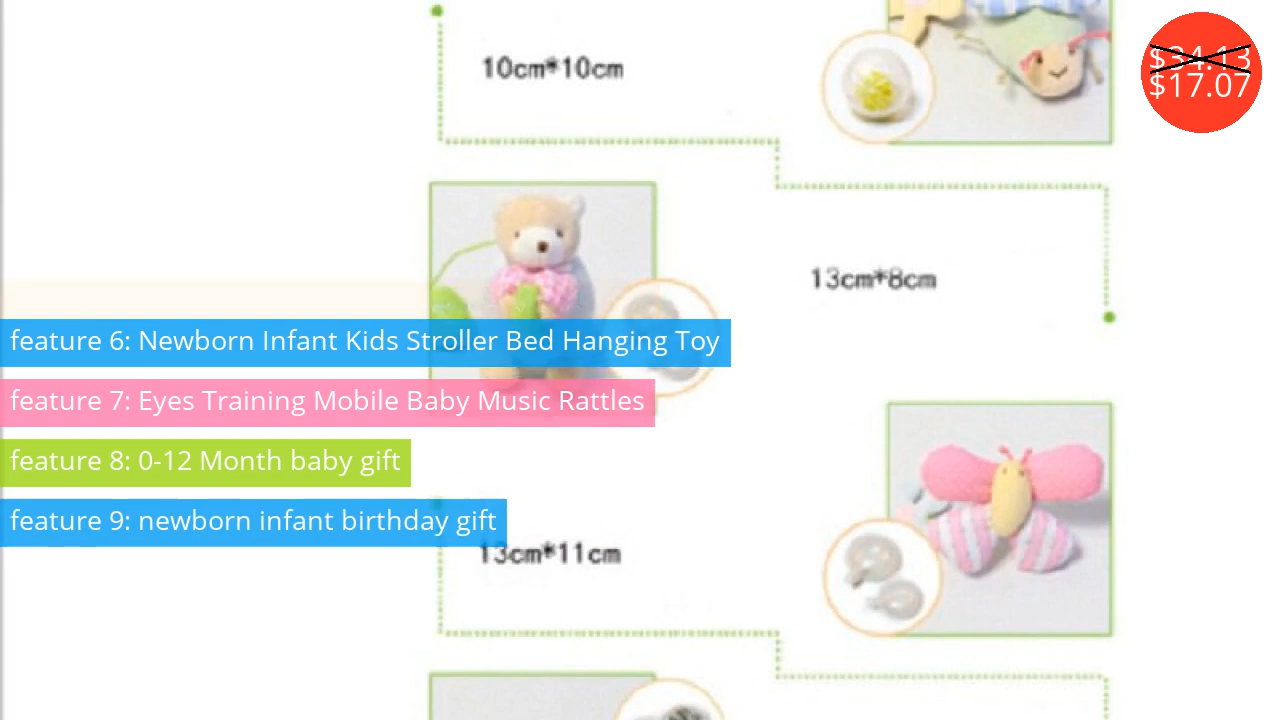 10cm*10cm
$34.13
$17.07
13cm*8cm
feature 6: Newborn Infant Kids Stroller Bed Hanging Toy
feature 7: Eyes Training Mobile Baby Music Rattles
feature 8: 0-12 Month baby gift
feature 9: newborn infant birthday gift
13cm*11cm